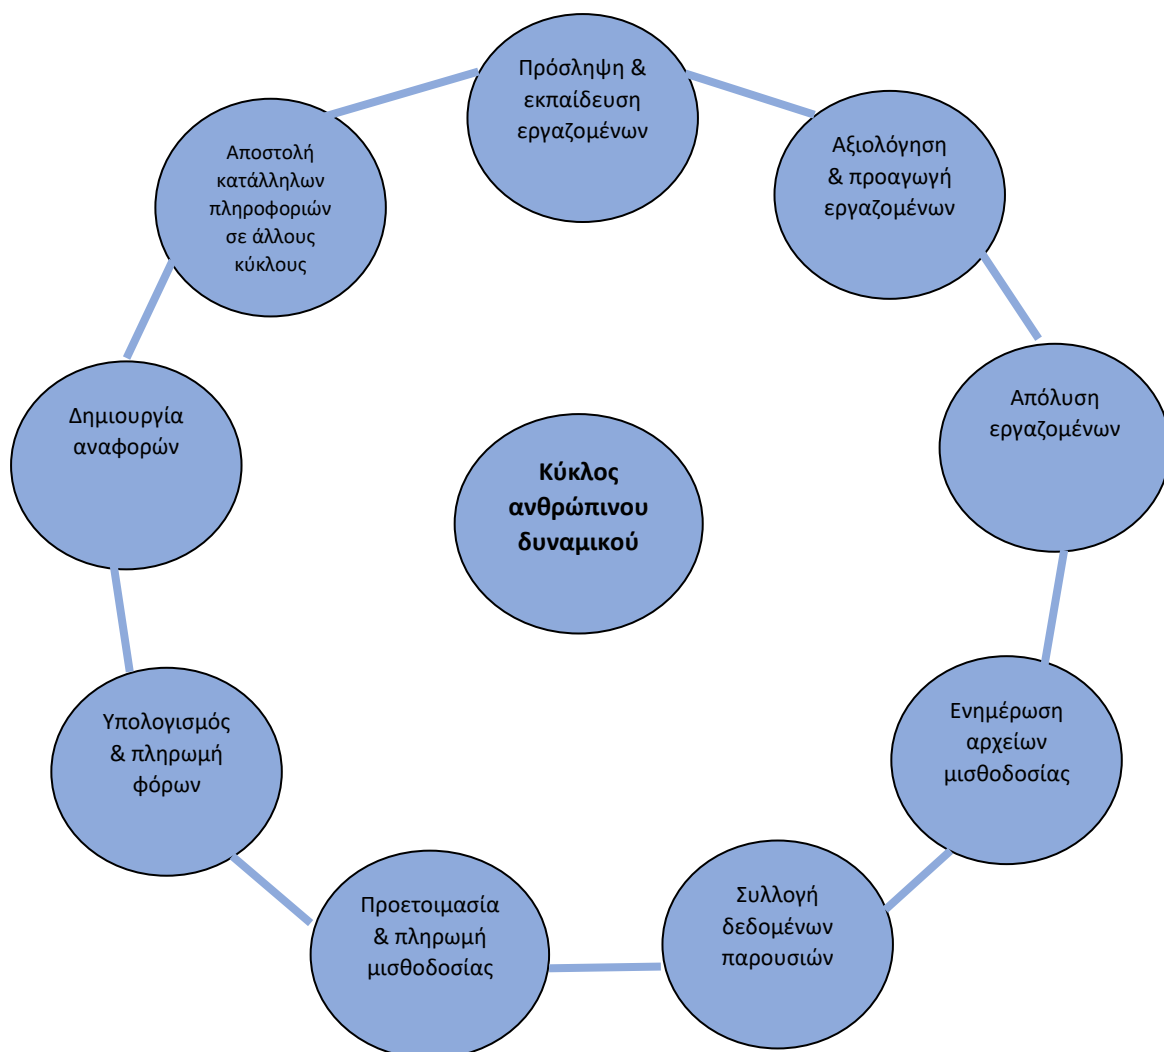 Πρόσληψη &
εκπαίδευση
εργαζομένων
Αξιολόγηση
& προαγωγή
εργαζομένων
Απόλυση
εργαζομένων
Ενημέρωση
αρχείων
μισθοδοσίας
Συλλογή
δεδομένων
παρουσιών
Προετοιμασία
& πληρωμή
μισθοδοσίας
Υπολογισμός
& πληρωμή
φόρων
Δημιουργία
αναφορών
Αποστολή
κατάλληλων
πληροφοριών
σε άλλους
κύκλους
Κύκλος
ανθρώπινου
δυναμικού